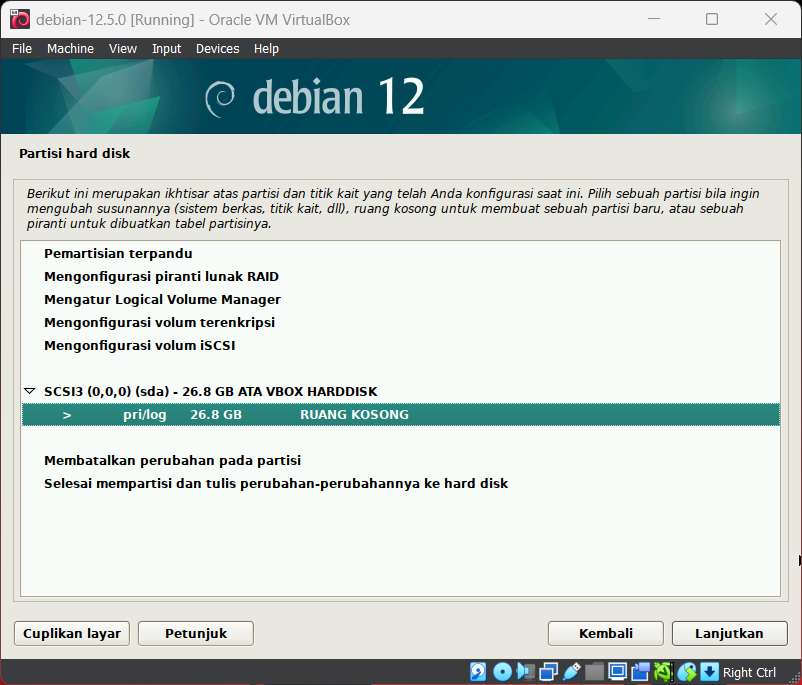 debian-12.5.0 [Running] - Oracle VM VirtualBox
File Machine View Input Devices Help
debian 12
Partisi hard disk
Berikut ini merupakan ikhtisar atas partisi dan titik kait yang telah Anda konfigurasi saat ini. Pilih sebuah partisi bila ingin
mengubah susunannya (sistem berkas, titik kait, dll), ruang kosong untuk membuat sebuah partisi baru, atau sebuah
piranti untuk dibuatkan tabel partisinya.
Pemartisian terpandu
Mengonfigurasi piranti lunak RAID
Mengatur Logical Volume Manager
Mengonfigurasi volum terenkripsi
Mengonfigurasi volum iSCSI
SCSI3 (0,0,0) (sda) - 26.8 GB ATA VBOX HARDDISK
> pri/log 26.8 GB RUANG KOSONG
Membatalkan perubahan pada partisi
Selesai mempartisi dan tulis perubahan-perubahannya ke hard disk
Cuplikan layar Petunjuk Kembali Lanjutkan
Right Ctrl